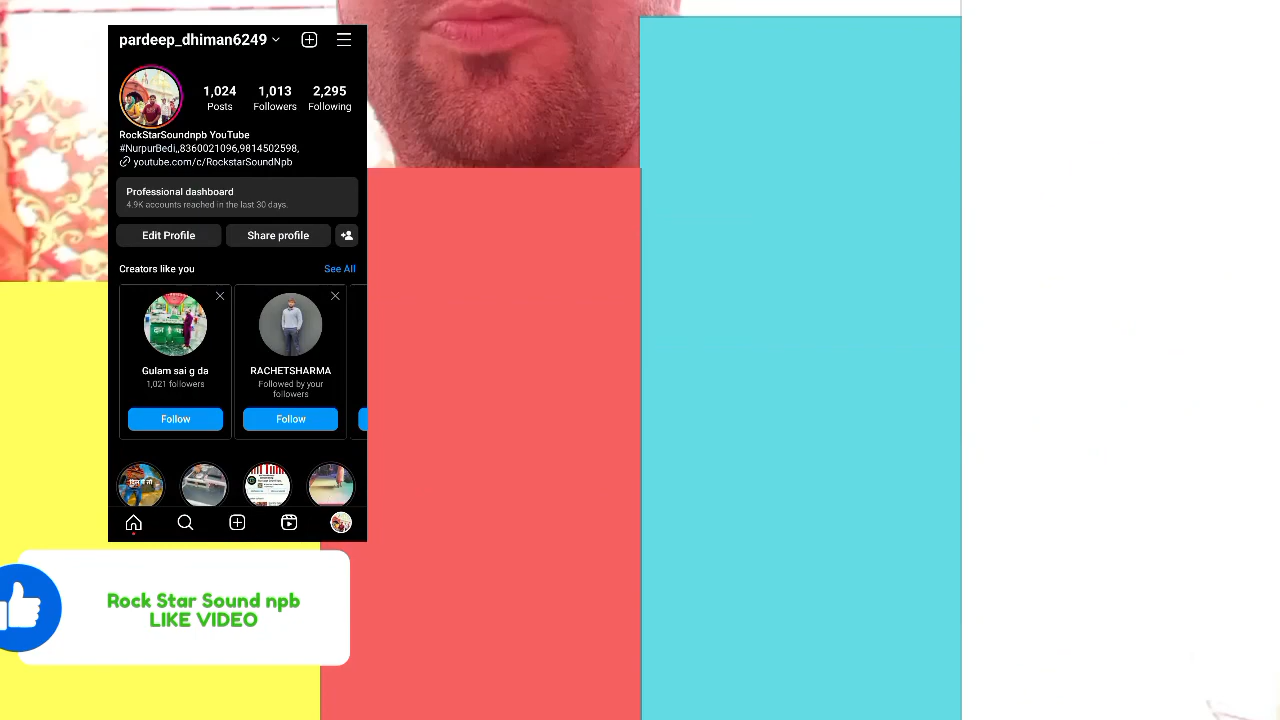 pardeep_dhiman6249
1,024
Posts
1,013
Followers
2,295
Following
RockStarSoundnpb YouTube
#NurpurBedi,,8360021096,9814502598,
youtube.com/c/RockstarSoundNpb
Professional dashboard
4.9K accounts reached in the last 30 days.
Edit Profile
Share profile
Creators like you
See All
Gulam sai g da
1,021 followers
Follow
RACHETSHARMA
Followed by your
followers
Follow
Rock Star Sound npb
LIKE VIDEO